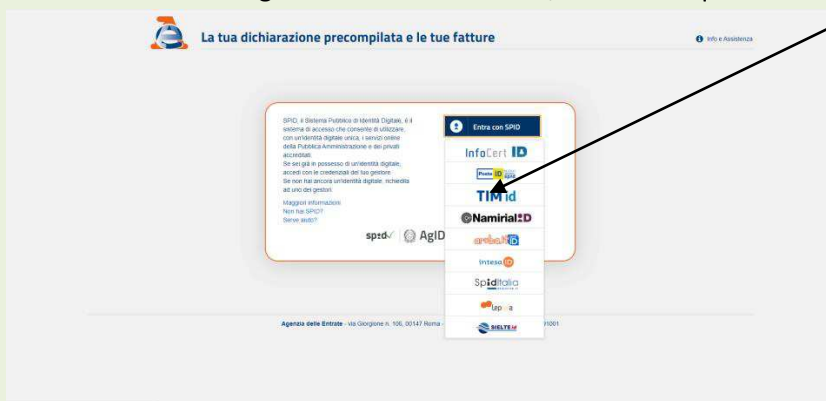 La tua dichiarazione precompilata e le tue fatture
Info e Assistenza
SPID, il Sistema Pubblico di Identità Digitale, è il
sistema di accesso che consente di utilizzare,
con un'identità digitale unica, i servizi online
della Pubblica Amministrazione e dei privati
accreditati.
Se sei già in possesso di un'identità digitale,
accedi con le credenziali del tuo gestore
Se non hai ancora un'identità digitale, richiedila
ad uno dei gestori.
Maggiori informazioni
Non hai SPID?
Serve aiuto?
sp:d
AgID
Entra con SPID
InfoCert ID
Poste ID
TIM id
Namirial ID
aruba.it ID
intesa ID
SpidItalia
SIELTE id
Agenzia delle Entrate - via Giorgione n. 106, 00147 Roma -